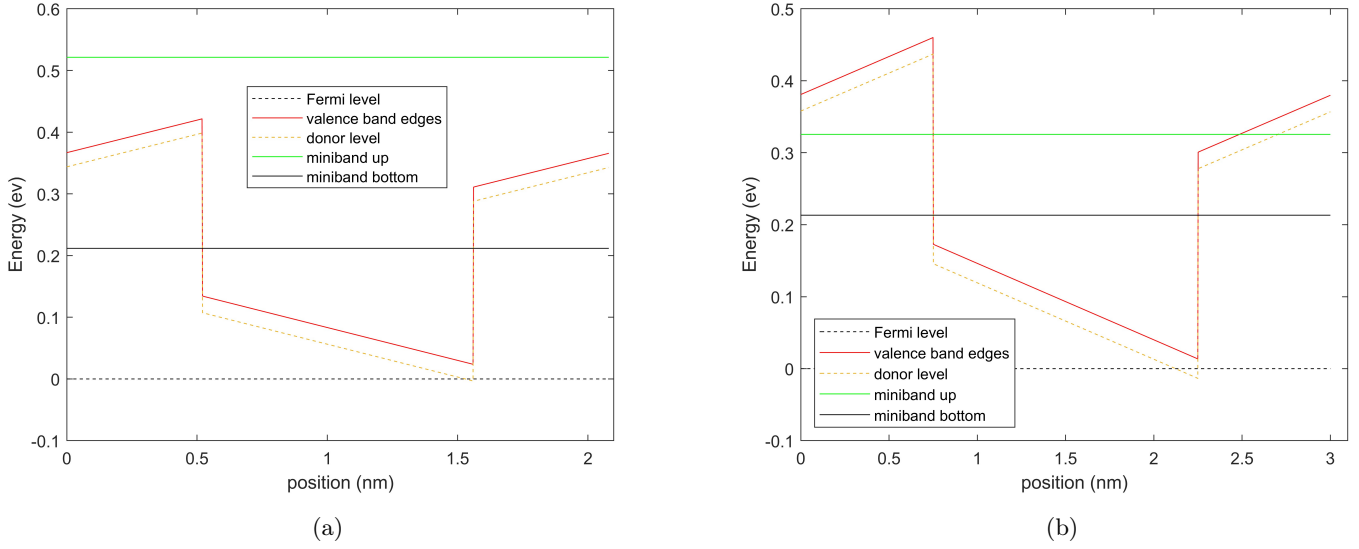 0.6
0.5
0.4
0.3
0.2
0.1
0
-0.1
Energy (ev)
0
0.5
1
1.5
2
position (nm)
Fermi level
valence band edges
donor level
miniband up
miniband bottom
(a)
0.5
0.4
0.3
0.2
0.1
0
-0.1
Energy (ev)
0
0.5
1
1.5
2
2.5
3
position (nm)
Fermi level
valence band edges
donor level
miniband up
miniband bottom
(b)